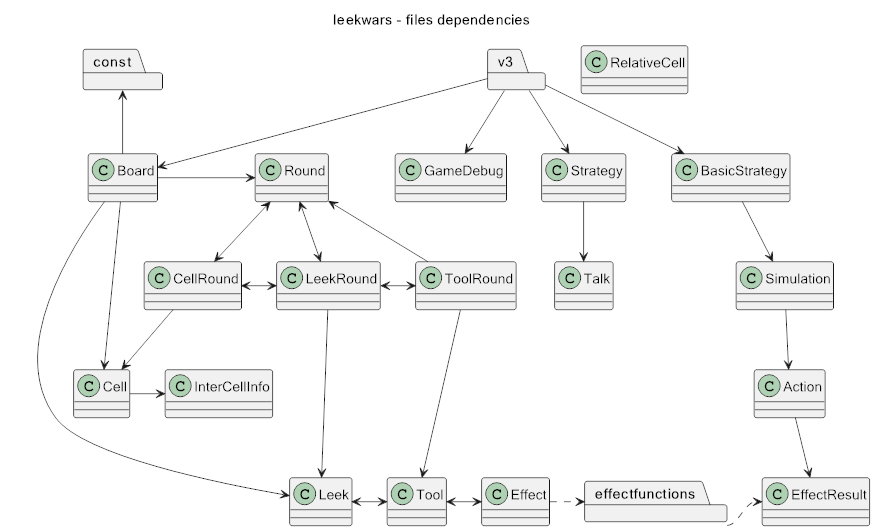 leekwars - files dependencies
const
v3
C RelativeCell
C Board
C Round
C GameDebug
C Strategy
C BasicStrategy
C CellRound
C LeekRound
C ToolRound
C Talk
C Simulation
C Cell
C InterCellInfo
C Action
C Leek
C Tool
C Effect
effectfunctions
C EffectResult